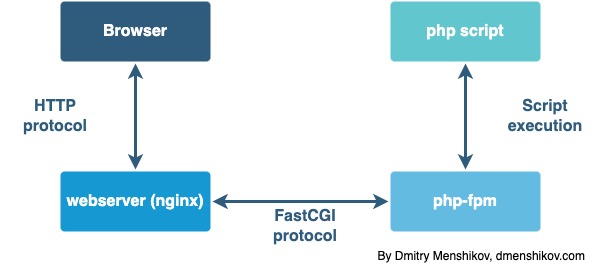 Browser
php script
HTTP
protocol
Script
execution
webserver (nginx)
php-fpm
FastCGI
protocol
By Dmitry Menshikov, dmenshikov.com